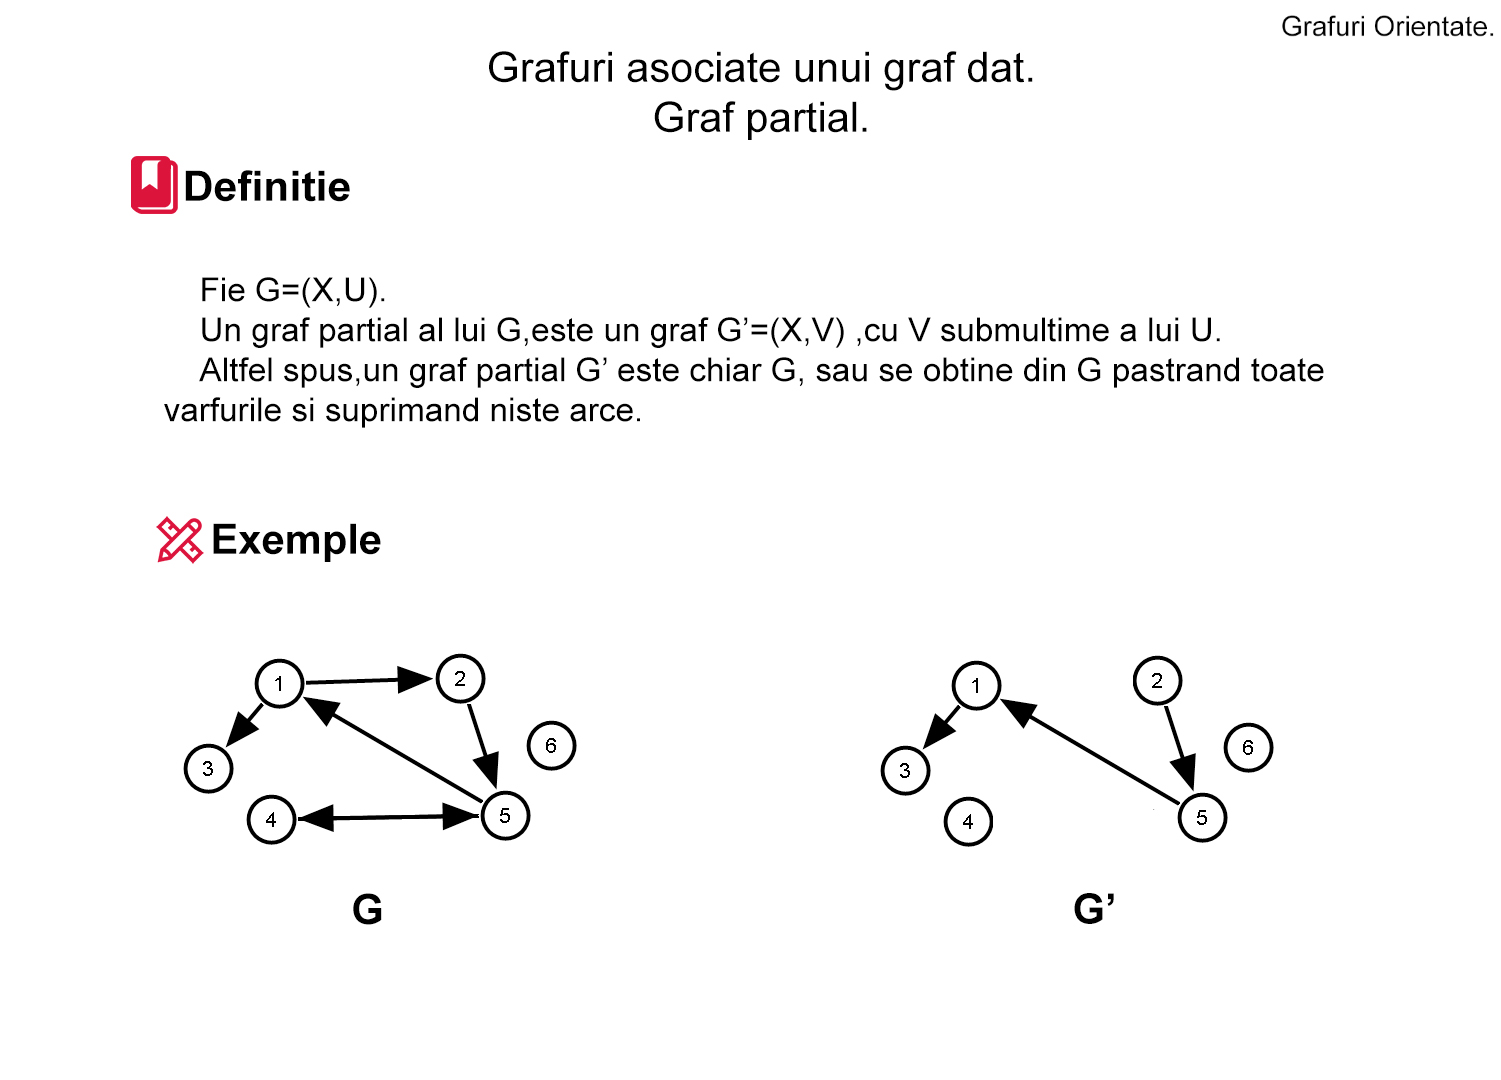 Grafuri Orientate.
Grafuri asociate unui graf dat.
Graf partial.
Definitie
Fie G=(X,U).
Un graf partial al lui G,este un graf G’=(X,V) ,cu V submultime a lui U.
Altfel spus,un graf partial G’ este chiar G, sau se obtine din G pastrand toate
varfurile si suprimand niste arce.
Exemple
1
2
3
4
5
6
G
1
2
3
4
5
6
G’